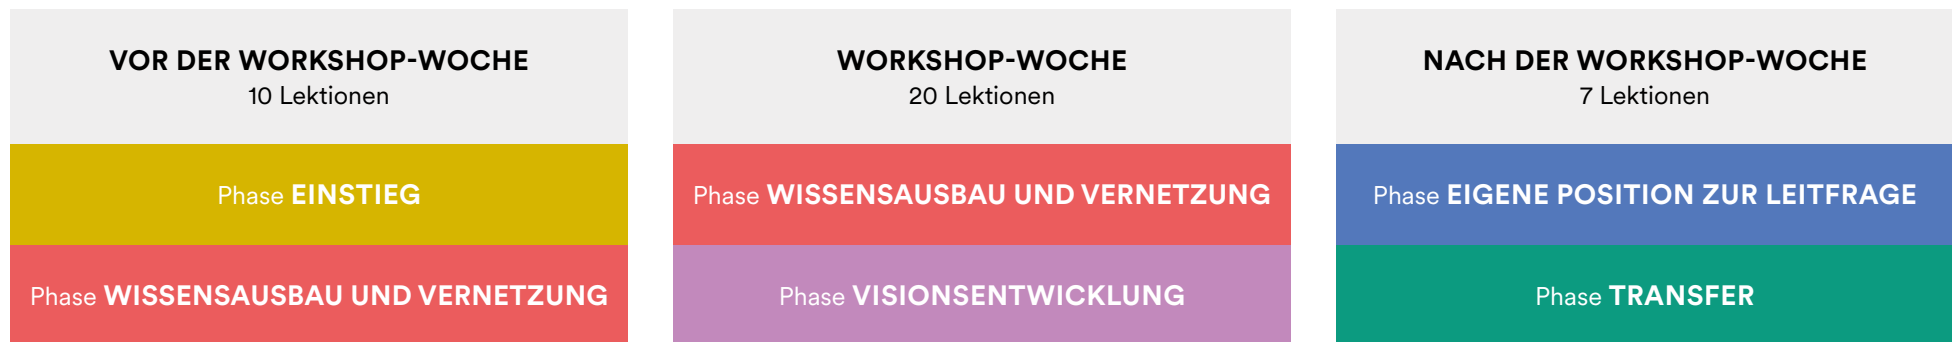 VOR DER WORKSHOP-WOCHE
10 Lektionen
Phase EINSTIEG
Phase WISSENSAUSBAU UND VERNETZUNG
WORKSHOP-WOCHE
20 Lektionen
Phase WISSENSAUSBAU UND VERNETZUNG
Phase VISIONSENTWICKLUNG
NACH DER WORKSHOP-WOCHE
7 Lektionen
Phase EIGENE POSITION ZUR LEITFRAGE
Phase TRANSFER